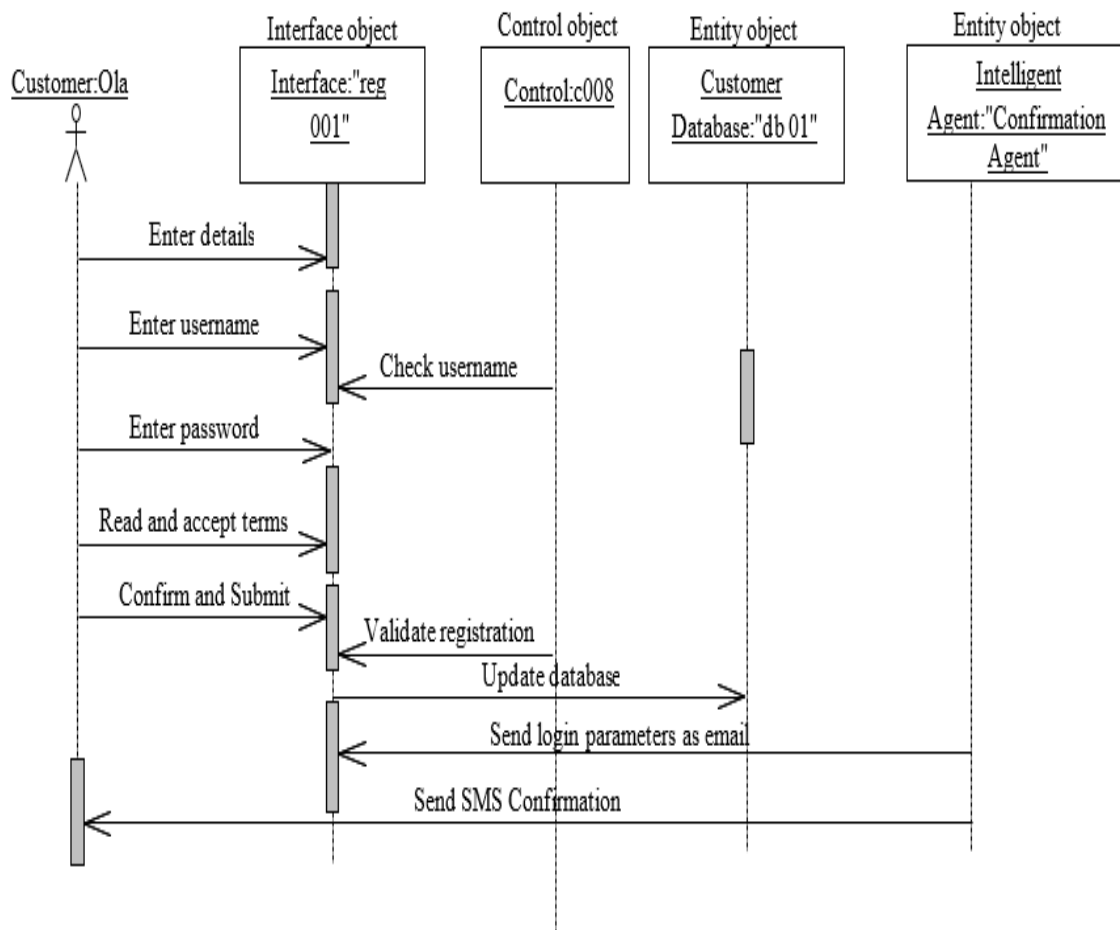 Interface object
Control object
Entity object
Entity object
Customer:Ola
Interface:"reg
001"
Control:c008
Customer
Database:"db 01"
Intelligent
Agent:"Confirmation
Agent"
Enter details
Enter username
Check username
Enter password
Read and accept terms
Confirm and Submit
Validate registration
Update database
Send login parameters as email
Send SMS Confirmation